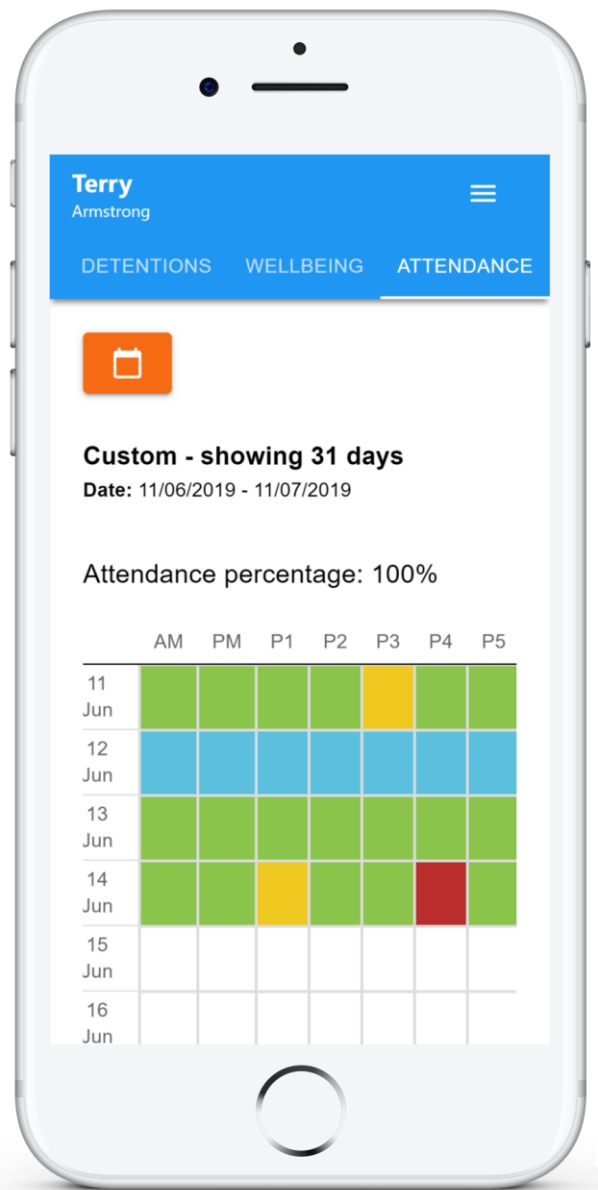 Terry
Armstrong
DETENTIONS WELLBEING ATTENDANCE
Custom - showing 31 days
Date: 11/06/2019 - 11/07/2019
Attendance percentage: 100%
AM PM P1 P2 P3 P4 P5
11
Jun
12
Jun
13
Jun
14
Jun
15
Jun
16
Jun